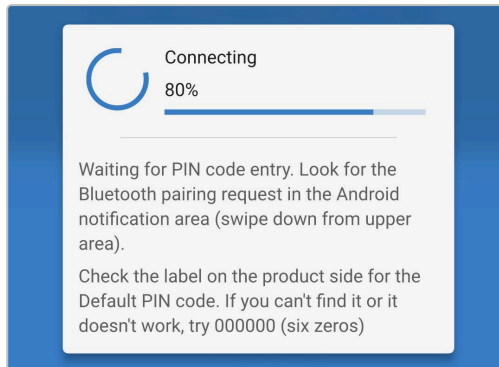 Connecting
80%
Waiting for PIN code entry. Look for the
Bluetooth pairing request in the Android
notification area (swipe down from upper
area).
Check the label on the product side for the
Default PIN code. If you can't find it or it
doesn't work, try 000000 (six zeros)